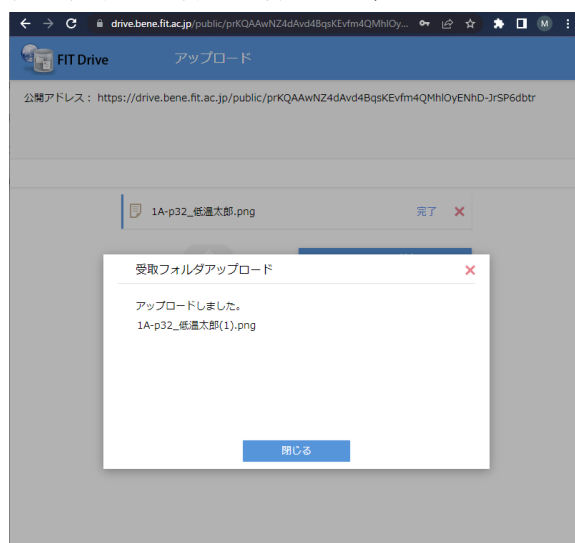 drive.bene.fit.ac.jp/public/prKQAAwNZ4dAvd4BqsKEvfm4QMhlOy...
M
FIT Drive
アップロード
公開アドレス： https://drive.bene.fit.ac.jp/public/prKQAAwNZ4dAvd4BqsKEvfm4QMhlOyENhD-JrSP6dbtr
1A-p32_低温太郎.png
完了
受取フォルダアップロード
アップロードしました。
1A-p32_低温太郎(1).png
閉じる